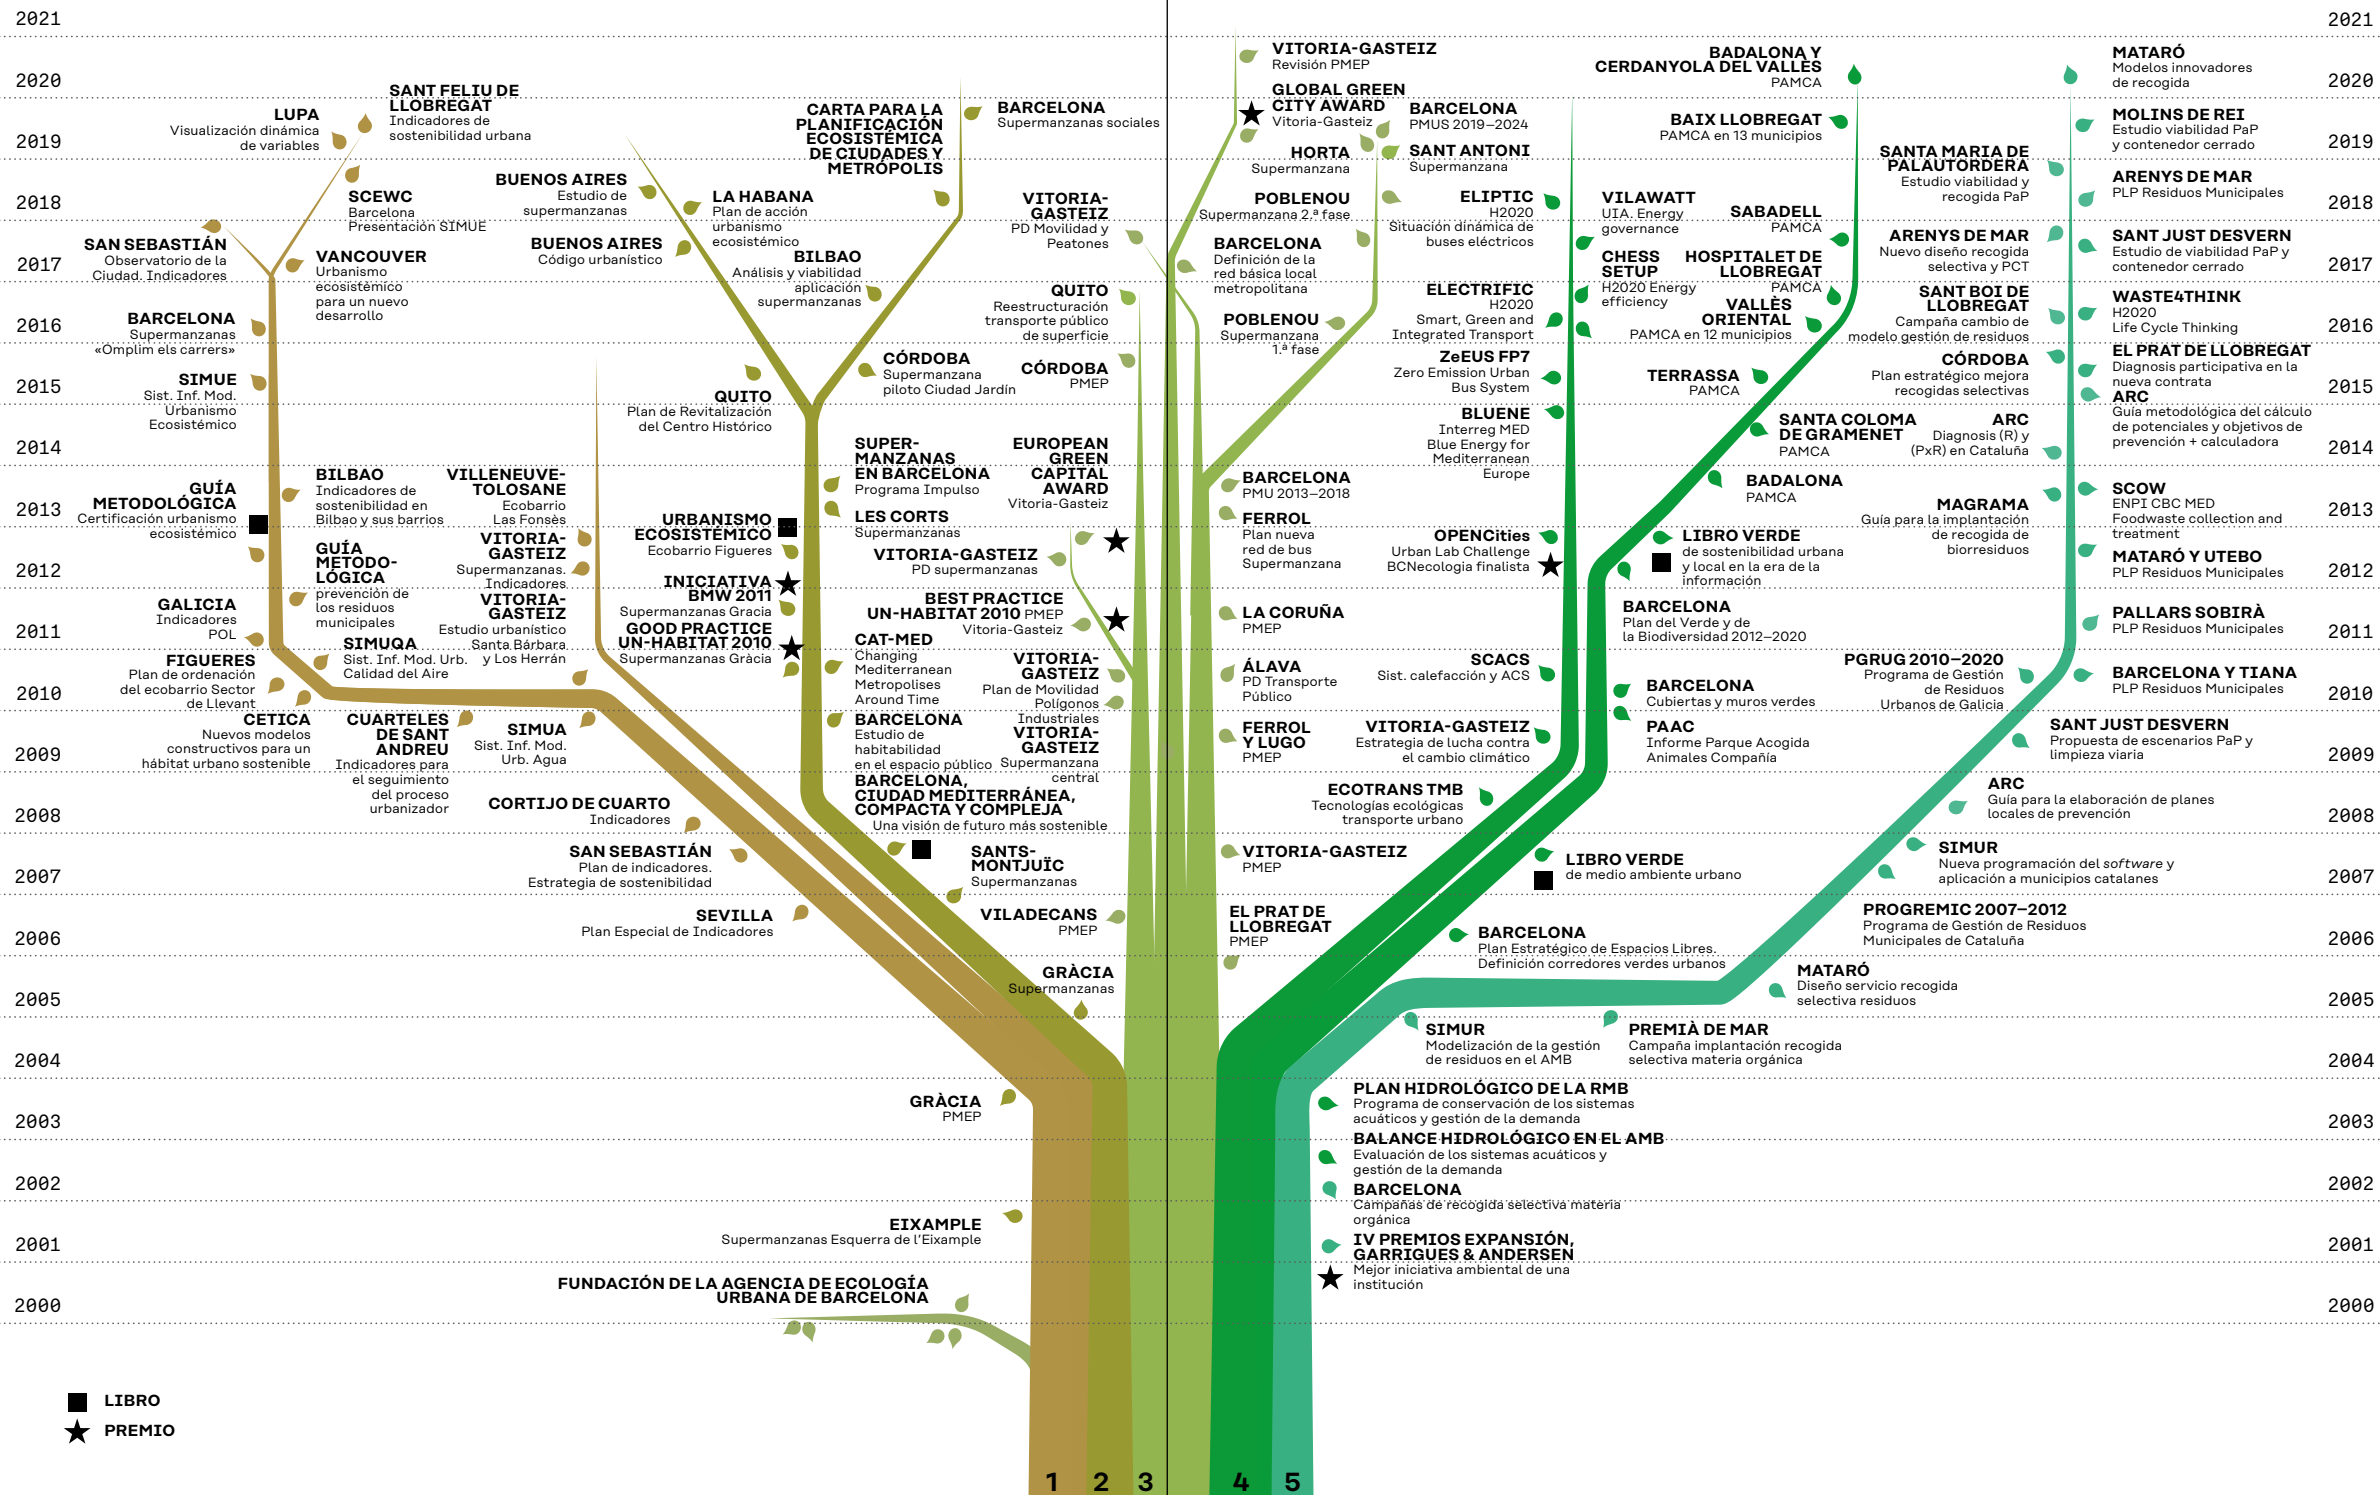 2021
2020
2019
2018
2017
2016
2015
2014
2013
2012
2011
2010
2009
2008
2007
2006
2005
2004
2003
2002
2001
2000
LUPA
Visualización dinámica
de variables
SANT FELIU DE
LLOBREGAT
Indicadores de
sostenibilidad urbana
SCEWC
Barcelona
Presentación SIMUE
SAN SEBASTIÁN
Observatorio de la
Ciudad. Indicadores
VANCOUVER
Urbanismo
ecosistémico
para un nuevo
desarrollo
BARCELONA
Supermanzanas
«Omplim els carrers»
SIMUE
Sist. Inf. Mod.
Urbanismo
Ecosistémico
GUÍA
METODOLÓGICA
Certificación urbanismo
ecosistémico
BILBAO
Indicadores de
sostenibilidad en
Bilbao y sus barrios
GUÍA
METODO-
LÓGICA
prevención de
los residuos
municipales
GALICIA
Indicadores
POL
SIMUQA
Sist. Inf. Mod. Urb.
Calidad del Aire
FIGUERES
Plan de ordenación
del ecobarrio Sector
de Llevant
CETICA
Nuevos modelos
constructivos para un
hábitat urbano sostenible
CUARTELES
DE SANT
ANDREU
Indicadores para
el seguimiento
del proceso
urbanizador
SIMUA
Sist. Inf. Mod.
Urb. Agua
VILLENEUVE-
TOLOSANE
Ecobarrio
Las Fonsès
VITORIA-
GASTEIZ
Supermanzanas.
Indicadores
VITORIA-
GASTEIZ
Estudio urbanístico
Santa Bárbara
y Los Herrán
CORTIJO DE CUARTO
Indicadores
SAN SEBASTIÁN
Plan de indicadores.
Estrategia de sostenibilidad
SEVILLA
Plan Especial de Indicadores
BUENOS AIRES
Estudio de
supermanzanas
BUENOS AIRES
Código urbanístico
LA HABANA
Plan de acción
urbanismo
ecosistémico
CARTA PARA LA
PLANIFICACIÓN
ECOSISTÉMICA
DE CIUDADES Y
METRÓPOLIS
BARCELONA
Supermanzanas sociales
BILBAO
Análisis y viabilidad
aplicación
supermanzanas
QUITO
Plan de Revitalización
del Centro Histórico
CÓRDOBA
Supermanzana
piloto Ciudad Jardín
SUPER-
MANZANAS
EN BARCELONA
Programa Impulso
LES CORTS
Supermanzanas
URBANISMO
ECOSISTÉMICO
Ecobarrio Figueres
INICIATIVA
BMW 2011
Supermanzanas Gracia
GOOD PRACTICE
UN-HABITAT 2010
Supermanzanas Gràcia
CAT-MED
Changing
Mediterranean
Metropolises
Around Time
BARCELONA
Estudio de
habitabilidad
en el espacio público
BARCELONA,
CIUDAD MEDITERRÁNEA,
COMPACTA Y COMPLEJA
Una visión de futuro más sostenible
SANTS-
MONTJUÏC
Supermanzanas
GRÀCIA
Supermanzanas
GRÀCIA
PMEP
EIXAMPLE
Supermanzanas Esquerra de l'Eixample
FUNDACIÓN DE LA AGENCIA DE ECOLOGÍA
URBANA DE BARCELONA
VITORIA-
GASTEIZ
PD Movilidad y
Peatones
QUITO
Reestructuración
transporte público
de superficie
CÓRDOBA
PMEP
EUROPEAN
GREEN
CAPITAL
AWARD
Vitoria-Gasteiz
VITORIA-GASTEIZ
PD supermanzanas
BEST PRACTICE
UN-HABITAT 2010 PMEP
Vitoria-Gasteiz
VITORIA-
GASTEIZ
Plan de Movilidad
Polígonos
Industriales
VITORIA-
GASTEIZ
Supermanzana
central
VILADECANS
PMEP
VITORIA-GASTEIZ
Revisión PMEP
GLOBAL GREEN
CITY AWARD
Vitoria-Gasteiz
BARCELONA
PMUS 2019–2024
HORTA
Supermanzana
SANT ANTONI
Supermanzana
POBLENOU
Supermanzana 2.ª fase
BARCELONA
Definición de la
red básica local
metropolitana
POBLENOU
Supermanzana
1.ª fase
BARCELONA
PMU 2013–2018
FERROL
Plan nueva
red de bus
Supermanzana
LA CORUÑA
PMEP
ÁLAVA
PD Transporte
Público
FERROL
Y LUGO
PMEP
VITORIA-GASTEIZ
PMEP
EL PRAT DE
LLOBREGAT
PMEP
ELIPTIC
H2020
Situación dinámica de
buses eléctricos
VILAWATT
UIA. Energy
governance
CHESS
SETUP
H2020 Energy
efficiency
ELECTRIFIC
H2020
Smart, Green and
Integrated Transport
ZeEUS FP7
Zero Emission Urban
Bus System
BLUENE
Interreg MED
Blue Energy for
Mediterranean
Europe
OPENCities
Urban Lab Challenge
BCNecologia finalista
SCACS
Sist. calefacción y ACS
VITORIA-GASTEIZ
Estrategia de lucha contra
el cambio climático
ECOTRANS TMB
Tecnologías ecológicas
transporte urbano
BADALONA Y
CERDANYOLA DEL VALLÈS
PAMCA
BAIX LLOBREGAT
PAMCA en 13 municipios
SABADELL
PAMCA
HOSPITALET DE
LLOBREGAT
PAMCA
VALLÈS
ORIENTAL
PAMCA en 12 municipios
TERRASSA
PAMCA
SANTA COLOMA
DE GRAMENET
PAMCA
BADALONA
PAMCA
LIBRO VERDE
de sostenibilidad urbana
y local en la era de la
información
BARCELONA
Plan del Verde y de
la Biodiversidad 2012–2020
BARCELONA
Cubiertas y muros verdes
PAAC
Informe Parque Acogida
Animales Compañía
LIBRO VERDE
de medio ambiente urbano
BARCELONA
Plan Estratégico de Espacios Libres.
Definición corredores verdes urbanos
PLAN HIDROLÓGICO DE LA RMB
Programa de conservación de los sistemas
acuáticos y gestión de la demanda
BALANCE HIDROLÓGICO EN EL AMB
Evaluación de los sistemas acuáticos y
gestión de la demanda
BARCELONA
Campañas de recogida selectiva materia
orgánica
IV PREMIOS EXPANSIÓN,
GARRIGUES & ANDERSEN
Mejor iniciativa ambiental de una
institución
MATARÓ
Modelos innovadores
de recogida
MOLINS DE REI
Estudio viabilidad PaP
y contenedor cerrado
SANTA MARIA DE
PALAUTORDERA
Estudio viabilidad y
recogida PaP
ARENYS DE MAR
PLP Residuos Municipales
ARENYS DE MAR
Nuevo diseño recogida
selectiva y PCT
SANT JUST DESVERN
Estudio de viabilidad PaP y
contenedor cerrado
SANT BOI DE
LLOBREGAT
Campaña cambio de
modelo gestión de residuos
WASTE4THINK
H2020
Life Cycle Thinking
CÓRDOBA
Plan estratégico mejora
recogidas selectivas
EL PRAT DE LLOBREGAT
Diagnosis participativa en la
nueva contrata
ARC
Guía metodológica del cálculo
de potenciales y objetivos de
prevención + calculadora
ARC
Diagnosis (R) y
(PxR) en Cataluña
MAGRAMA
Guía para la implantación
de recogida de
biorresiduos
SCOW
ENPI CBC MED
Foodwaste collection and
treatment
MATARÓ Y UTEBO
PLP Residuos Municipales
PALLARS SOBIRÀ
PLP Residuos Municipales
PGRUG 2010–2020
Programa de Gestión
de Residuos
Urbanos de Galicia
BARCELONA Y TIANA
PLP Residuos Municipales
SANT JUST DESVERN
Propuesta de escenarios PaP y
limpieza viaria
ARC
Guía para la elaboración de planes
locales de prevención
SIMUR
Nueva programación del software y
aplicación a municipios catalanes
PROGREMIC 2007–2012
Programa de Gestión de Residuos
Municipales de Cataluña
MATARÓ
Diseño servicio recogida
selectiva residuos
SIMUR
Modelización de la gestión
de residuos en el AMB
PREMIÀ DE MAR
Campaña implantación recogida
selectiva materia orgánica
2021
2020
2019
2018
2017
2016
2015
2014
2013
2012
2011
2010
2009
2008
2007
2006
2005
2004
2003
2002
2001
2000
LIBRO
PREMIO
1
2
3
4
5